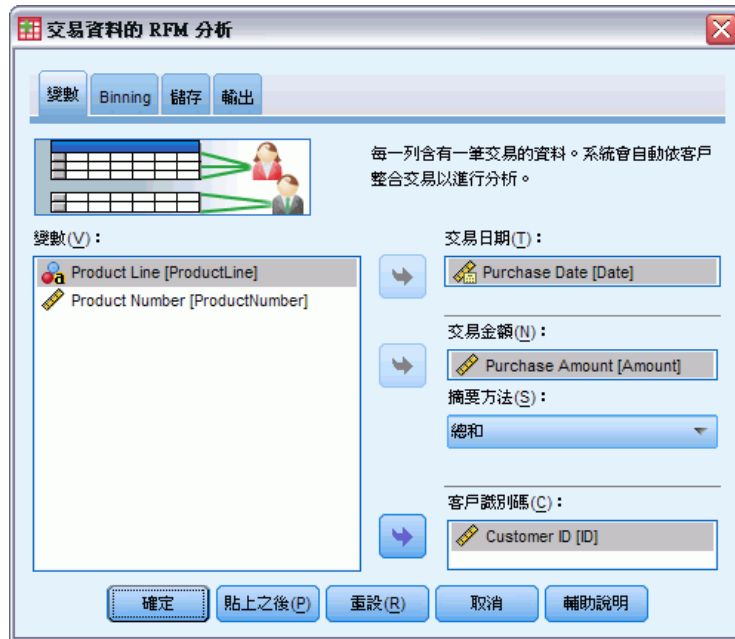 交易資料的 RFM 分析
變數
Binning
儲存
輸出
每一列含有一筆交易的資料。系統會自動依客戶
整合交易以進行分析。
變數(V)：
Product Line [ProductLine]
Product Number [ProductNumber]
交易日期(T)：
Purchase Date [Date]
交易金額(N)：
Purchase Amount [Amount]
摘要方法(S)：
總和
客戶識別碼(C)：
Customer ID [ID]
確定
貼上之後(P)
重設(R)
取消
輔助說明